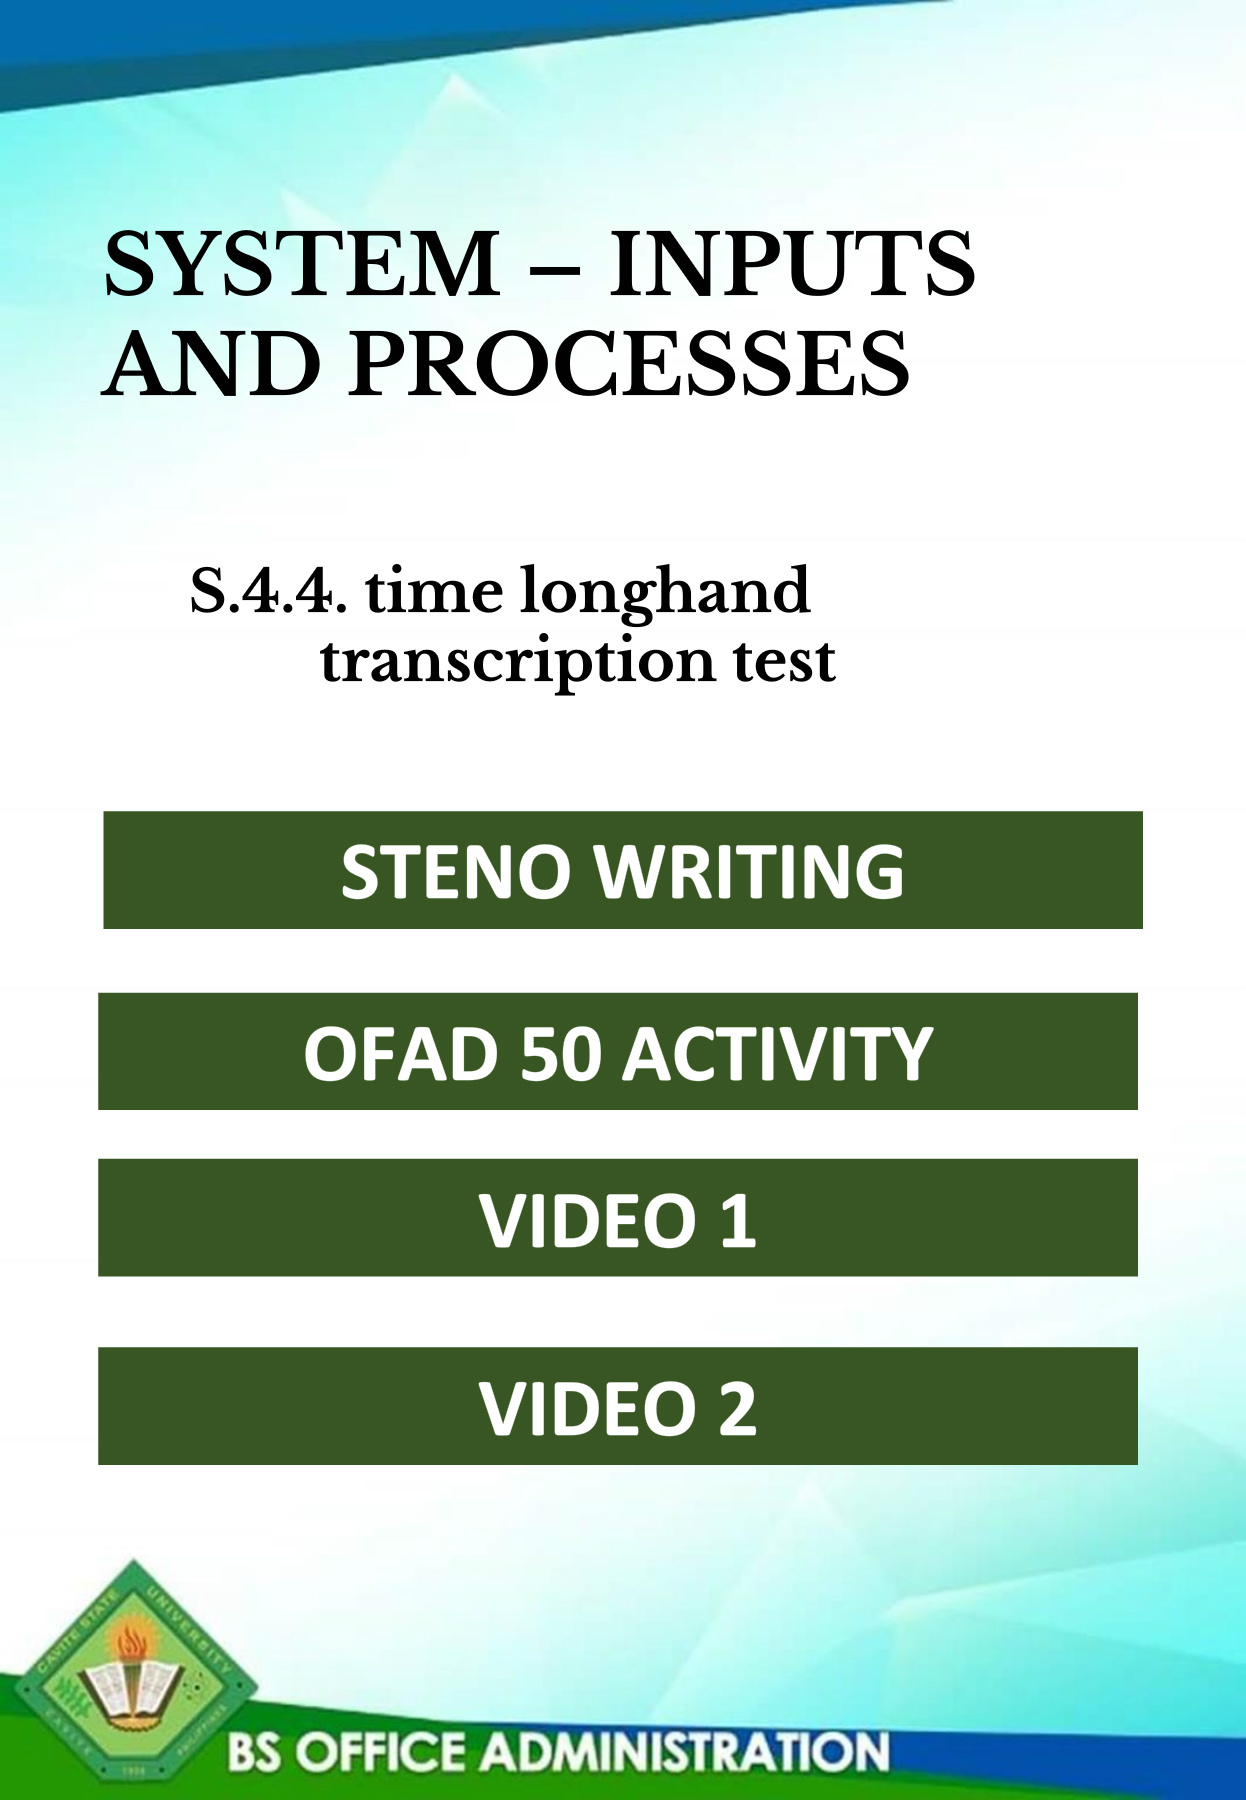 SYSTEM – INPUTS
AND PROCESSES
S.4.4. time longhand
transcription test
STENO WRITING
OFAD 50 ACTIVITY
VIDEO 1
VIDEO 2
CAVITE STATE UNIVERSITY
CAVITE PHILIPPINES
BS OFFICE ADMINISTRATION